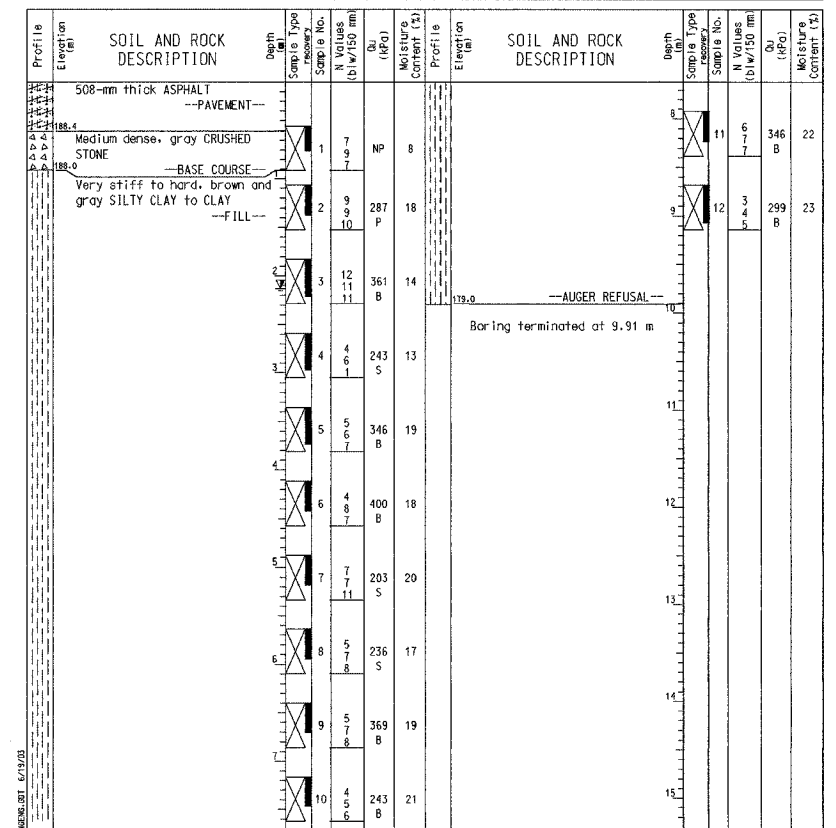 Profile
Elevation (m)
SOIL AND ROCK DESCRIPTION
Depth (m)
Sample Type
recovery
Sample No.
N Values (blw/150 mm)
Qu (kPa)
Moisture Content (%)
Profile
Elevation (m)
SOIL AND ROCK DESCRIPTION
Depth (m)
Sample Type
recovery
Sample No.
N Values (blw/150 mm)
Qu (kPa)
Moisture Content (%)
508-mm thick ASPHALT
--PAVEMENT--
188.4
Medium dense, gray CRUSHED
STONE
188.0
--BASE COURSE--
Very stiff to hard, brown and
gray SILTY CLAY to CLAY
--FILL--
1
2
3
4
5
6
7
1
7
9
7
NP
8
2
9
9
10
287
P
18
3
12
11
11
361
B
14
4
4
6
1
243
S
13
5
5
6
7
346
B
19
6
4
8
7
400
B
18
7
7
7
11
203
S
20
8
5
7
8
236
S
17
9
5
7
8
369
B
19
10
4
5
6
243
B
21
8
11
6
7
7
346
B
22
9
12
3
4
5
299
B
23
179.0
--AUGER REFUSAL--
10
Boring terminated at 9.91 m
11
12
13
14
15
6/19/03